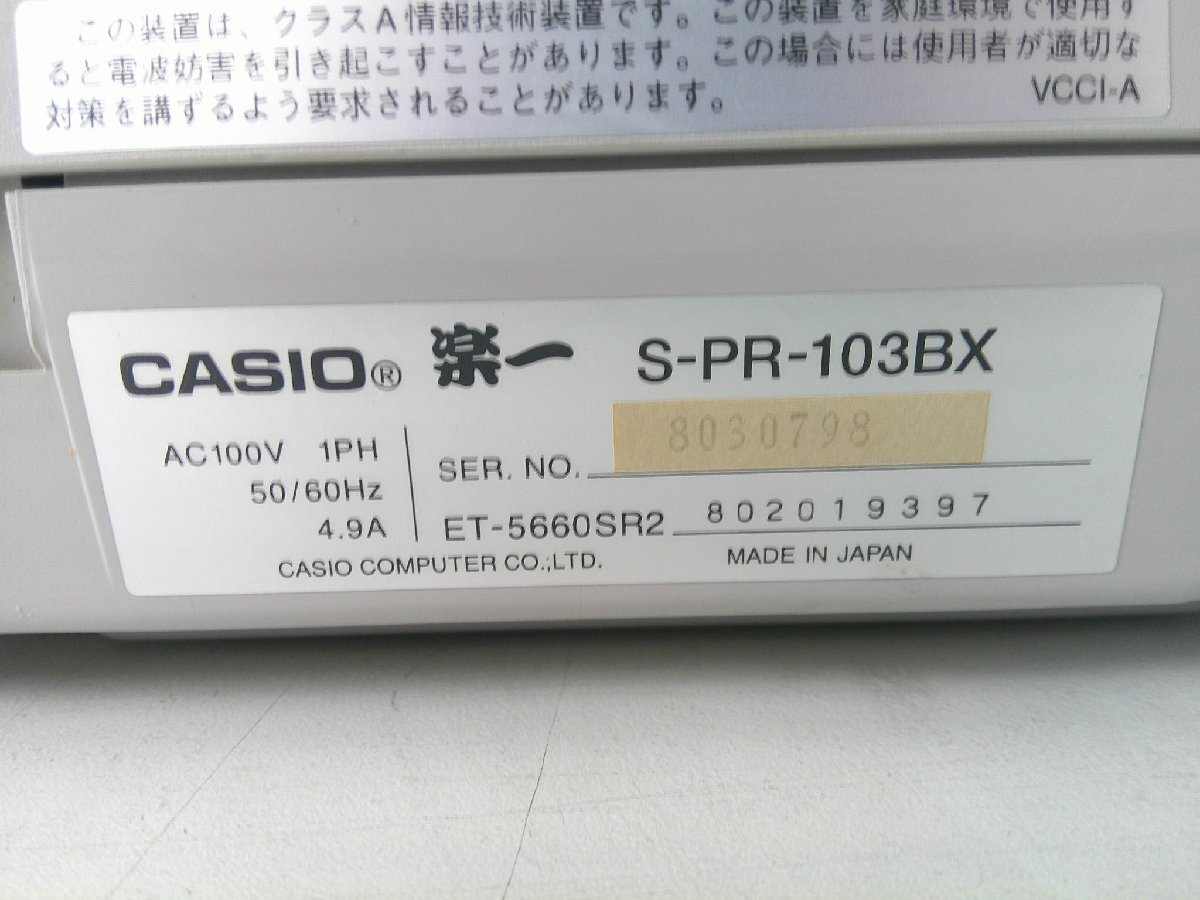 この装置は、クラスA情報技術装置です。この装置を家庭環境で使用す
ると電波妨害を引き起こすことがあります。この場合には使用者が適切な
対策を講ずるよう要求されることがあります。
VCCI-A
CASIO® 楽一 S-PR-103BX
AC100V 1PH
50/60Hz
4.9A
SER. NO. 8030798
ET-5660SR2 802019397
CASIO COMPUTER CO.;LTD. MADE IN JAPAN